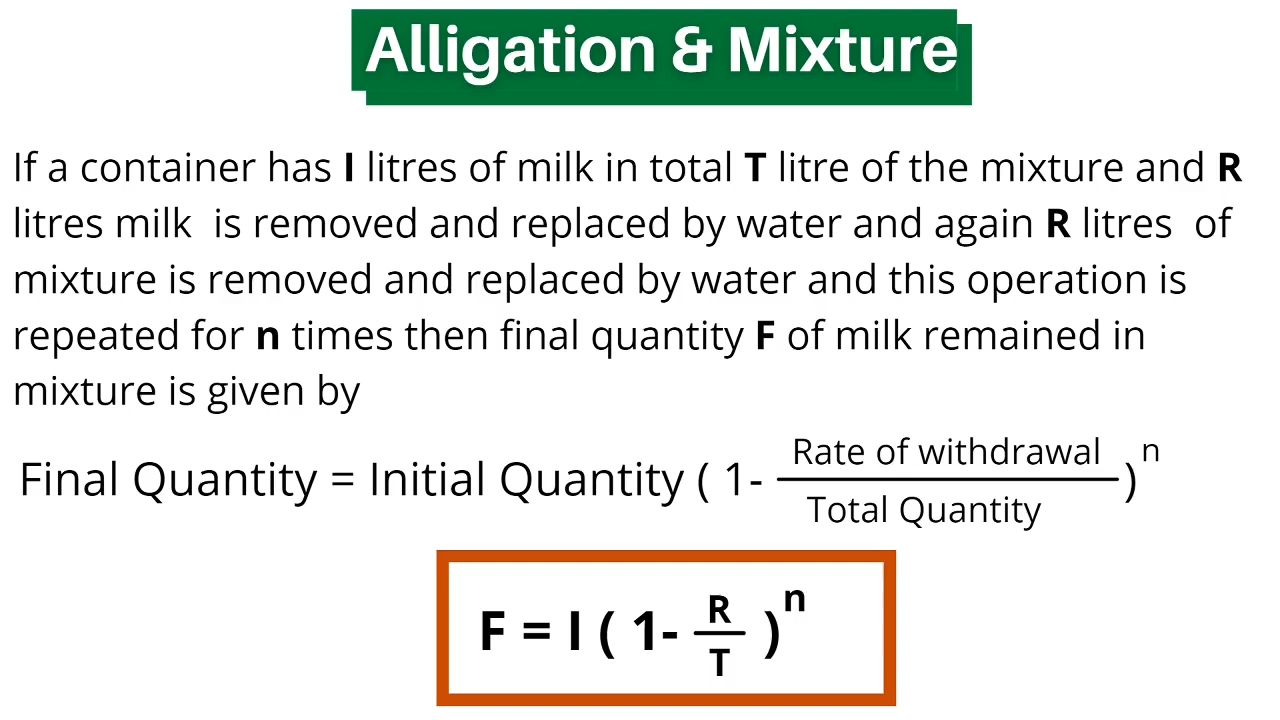 Alligation & Mixture
If a container has I litres of milk in total T litre of the mixture and R
litres milk is removed and replaced by water and again R litres of
mixture is removed and replaced by water and this operation is
repeated for n times then final quantity F of milk remained in
mixture is given by
Final Quantity = Initial Quantity ( 1- Rate of withdrawal / Total Quantity )^n
F = I ( 1- R / T )^n